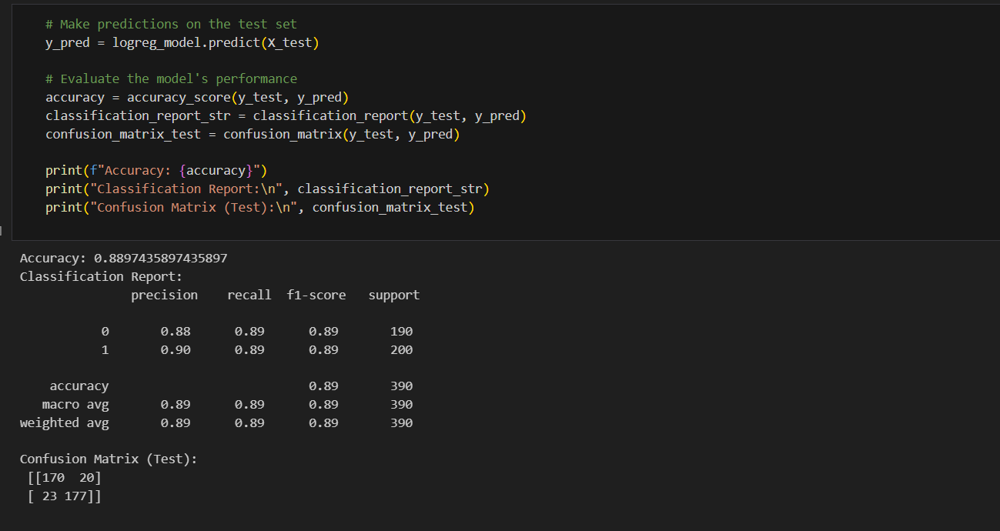 # Make predictions on the test set
y_pred = logreg_model.predict(X_test)
# Evaluate the model's performance
accuracy = accuracy_score(y_test, y_pred)
classification_report_str = classification_report(y_test, y_pred)
confusion_matrix_test = confusion_matrix(y_test, y_pred)
print(f"Accuracy: {accuracy}")
print("Classification Report:\n", classification_report_str)
print("Confusion Matrix (Test):\n", confusion_matrix_test)
Accuracy: 0.8897435897435897
Classification Report:
precision recall f1-score support
0 0.88 0.89 0.89 190
1 0.90 0.89 0.89 200
accuracy 0.89 390
macro avg 0.89 0.89 0.89 390
weighted avg 0.89 0.89 0.89 390
Confusion Matrix (Test):
[[170  20]
[ 23 177]]